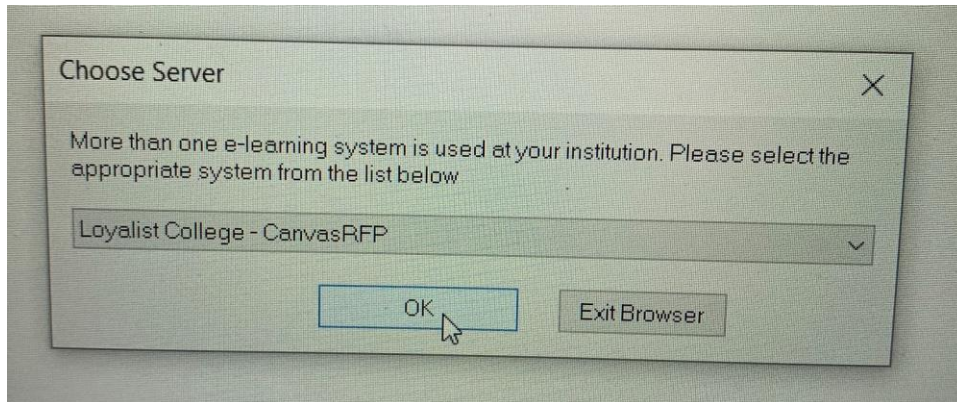 Choose Server
More than one e-learning system is used at your institution. Please select the
appropriate system from the list below
Loyalist College - CanvasRFP
OK
Exit Browser